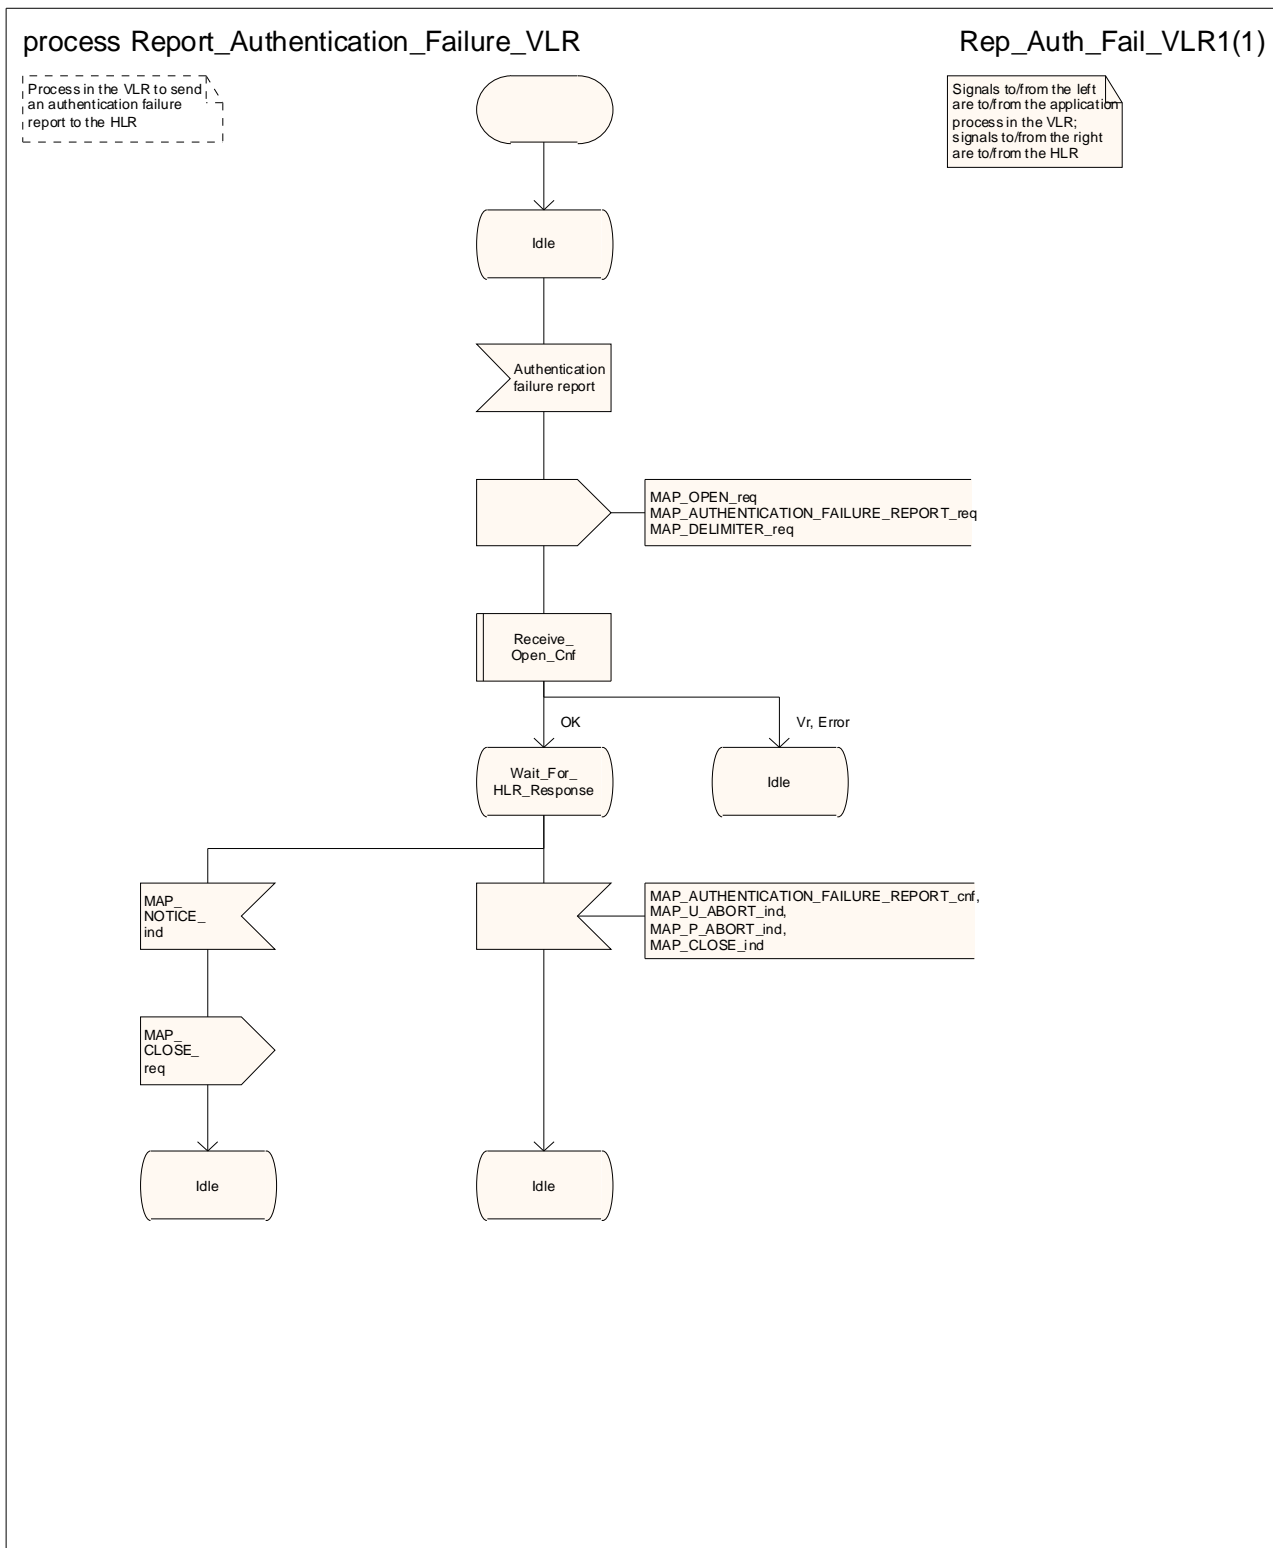 process Report_Authentication_Failure_VLR
Rep_Auth_Fail_VLR1(1)
Process in the VLR to send
an authentication failure
report to the HLR
Signals to/from the left
are to/from the application
process in the VLR;
signals to/from the right
are to/from the HLR
Idle
Authentication
failure report
MAP_OPEN_req
MAP_AUTHENTICATION_FAILURE_REPORT_req
MAP_DELIMITER_req
Receive_
Open_Cnf
OK
Vr, Error
Wait_For_
HLR_Response
Idle
MAP_
NOTICE_
ind
MAP_AUTHENTICATION_FAILURE_REPORT_cnf,
MAP_U_ABORT_ind,
MAP_P_ABORT_ind,
MAP_CLOSE_ind
MAP_
CLOSE_
req
Idle
Idle